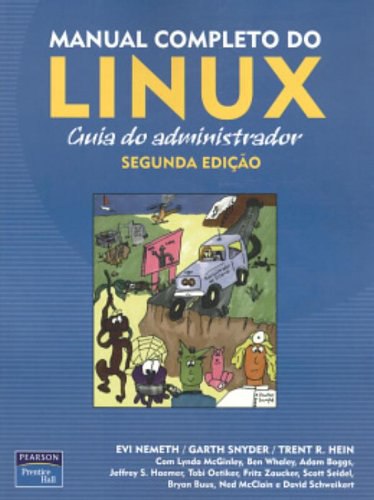 MANUAL COMPLETO DO
LINUX
Guia do administrador
SEGUNDA EDIÇÃO
EVI NEMETH / GARTH SNYDER / TRENT R. HEIN
Com Lynda McGinley, Ben Whaley, Adam Boggs,
Jeffrey S. Haemer, Tobi Oetiker, Fritz Zaucker, Scott Seidel,
Bryan Buus, Ned McClain e David Schweikert
PEARSON
Prentice
Hall